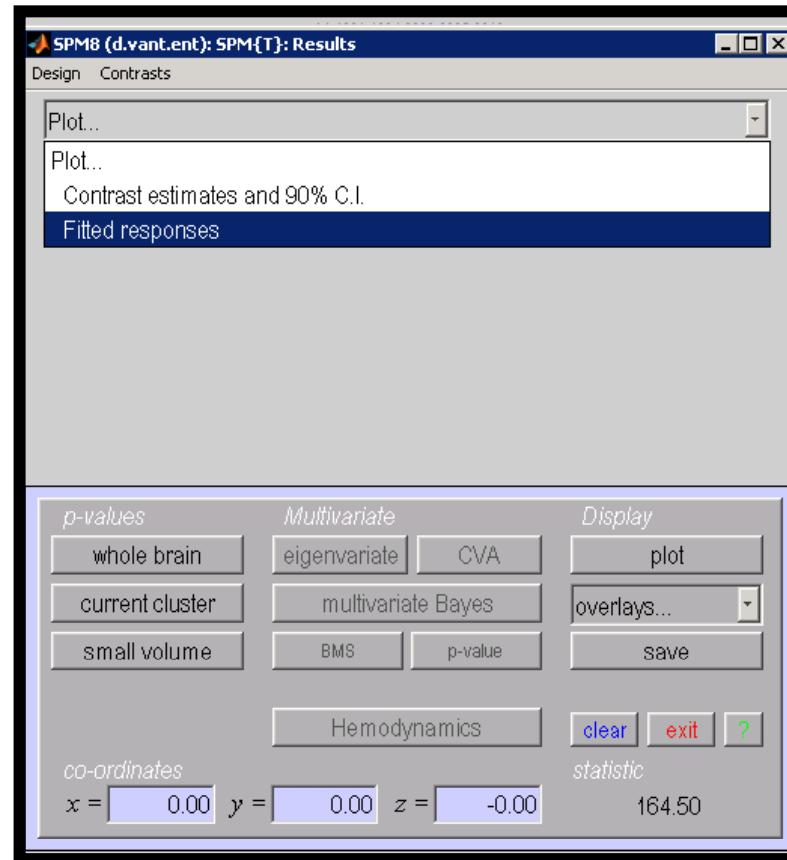 SPM8 (d.vant.ent): SPM{T}: Results
Design Contrasts
Plot...
Plot...
Contrast estimates and 90% C.I.
Fitted responses
p-values Multivariate Display
whole brain eigenvariate CVA plot
current cluster multivariate Bayes overlays...
small volume BMS p-value save
Hemodynamics clear exit ?
co-ordinates statistic
x = 0.00 y = 0.00 z = -0.00 164.50